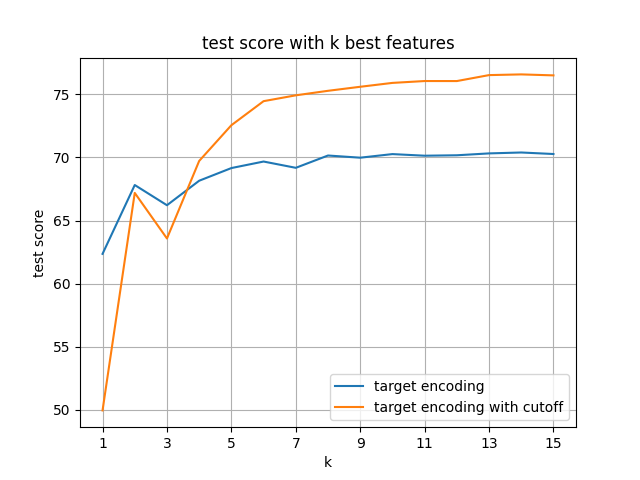 test score with k best features
test score
75
70
65
60
55
50
target encoding
target encoding with cutoff
1 3 5 7 9 11 13 15
k